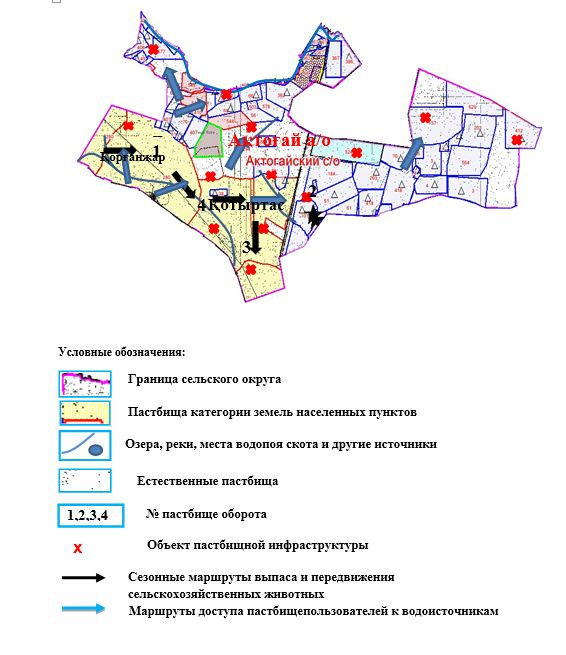 Актогай а/о
Актогайский с/о
Қорғанжар
1
2
4 Котыртас
3
Условные обозначения:
Граница сельского округа
Пастбища категории земель населенных пунктов
Озера, реки, места водопоя скота и другие источники
Естественные пастбища
1,2,3,4 № пастбище оборота
х Объект пастбищной инфраструктуры
Сезонные маршруты выпаса и передвижения
сельскохозяйственных животных
Маршруты доступа пастбищепользователей к водоисточникам